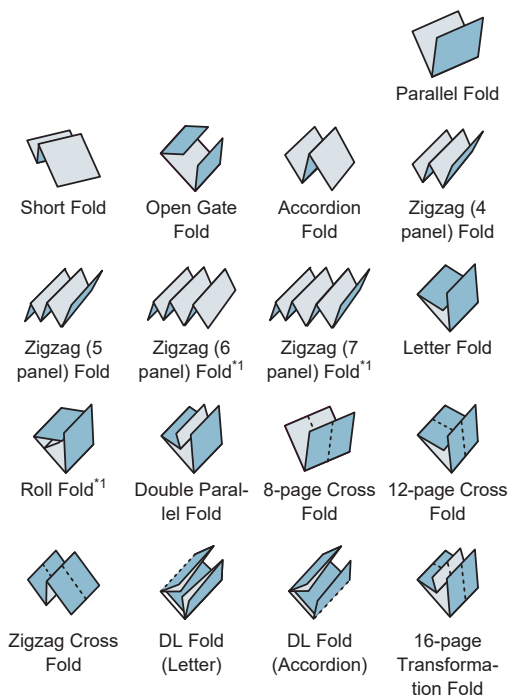 Parallel Fold
Short Fold
Open Gate
Fold
Accordion
Fold
Zigzag (4
panel) Fold
Zigzag (5
panel) Fold
Zigzag (6
panel) Fold*1
Zigzag (7
panel) Fold*1
Letter Fold
Roll Fold*1
Double Paral-
lel Fold
8-page Cross
Fold
12-page Cross
Fold
Zigzag Cross
Fold
DL Fold
(Letter)
DL Fold
(Accordion)
16-page
Transforma-
tion Fold